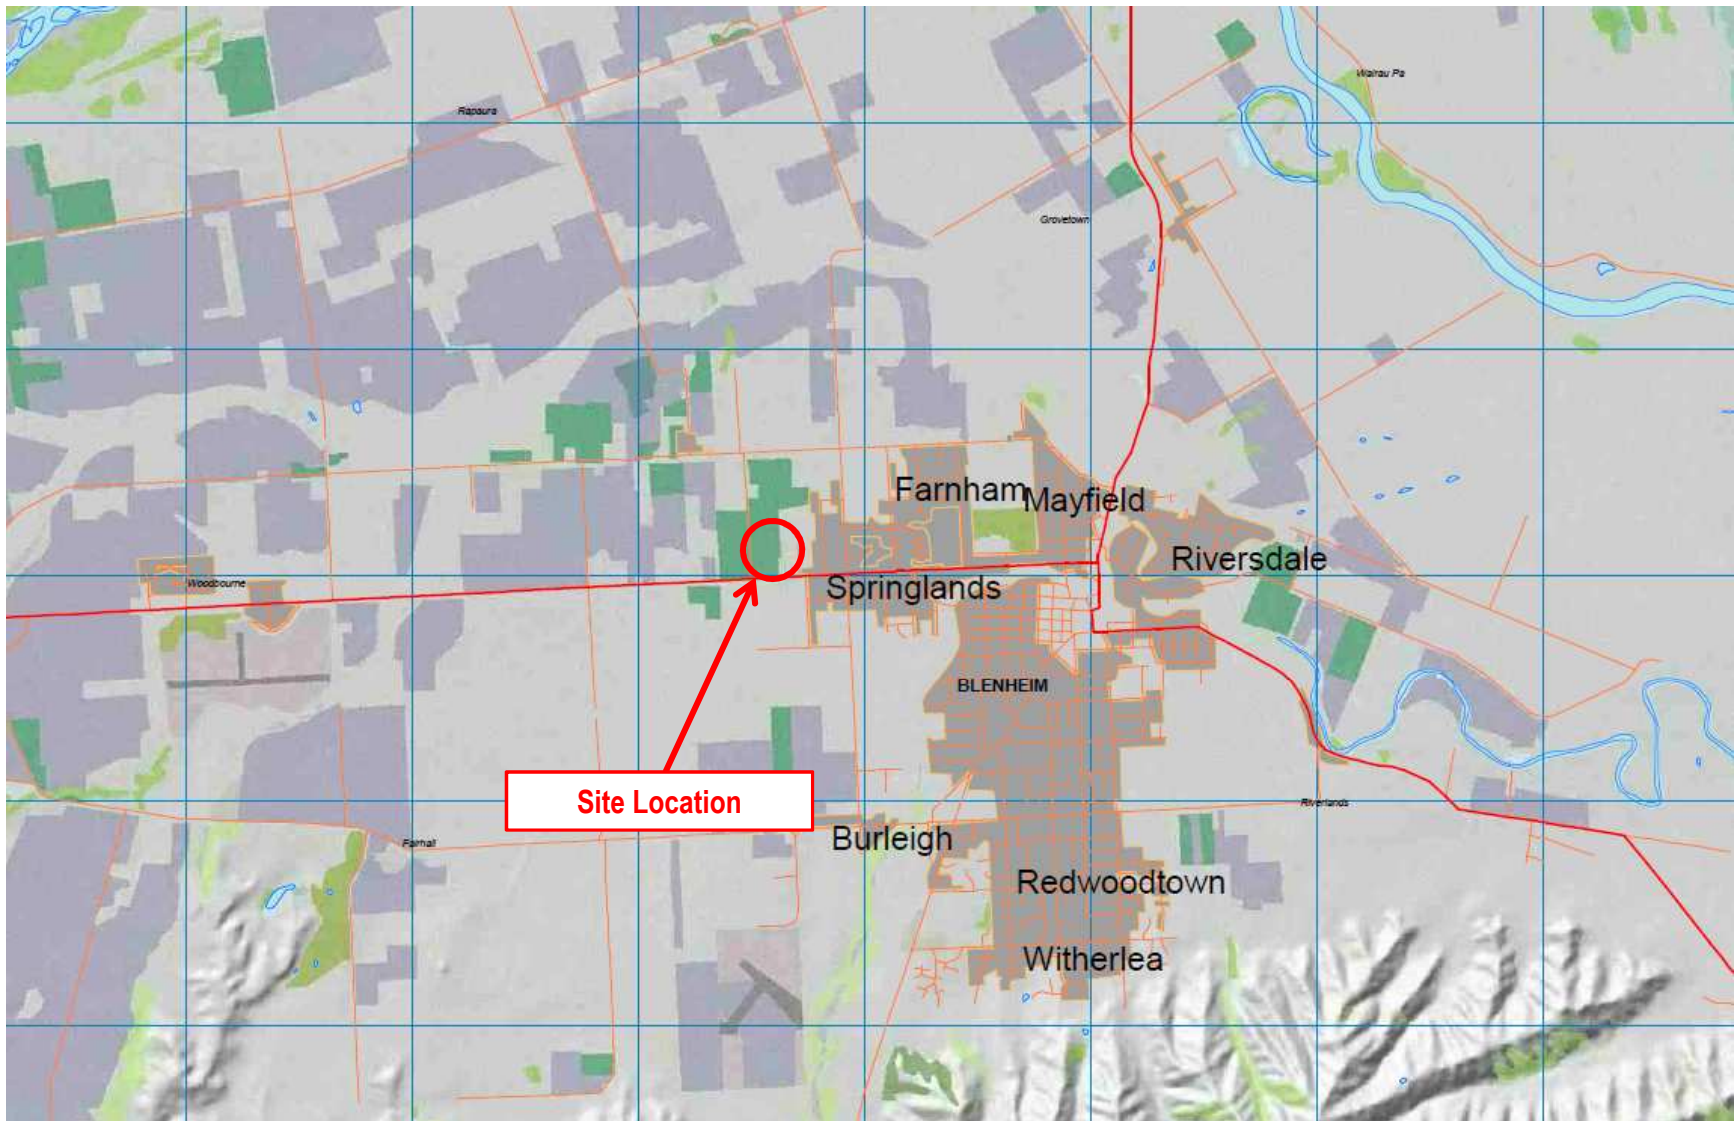 Wairau Pa
Rapaura
Grovetown
Farnham
Mayfield
Riversdale
Woodbourne
Springlands
BLENHEIM
Site Location
Riverlands
Burleigh
Fairhall
Redwoodtown
Witherlea